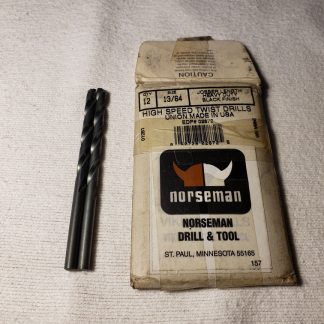 CAUTION
QTY SIZE JOBBER LENGTH
12 13/64 HEAVY DUTY
BLACK FINISH
HIGH SPEED TWIST DRILLS
UNION MADE IN USA
EDP#
norseman
NORSEMAN
DRILL & TOOL
ST. PAUL, MINNESOTA 55165
157